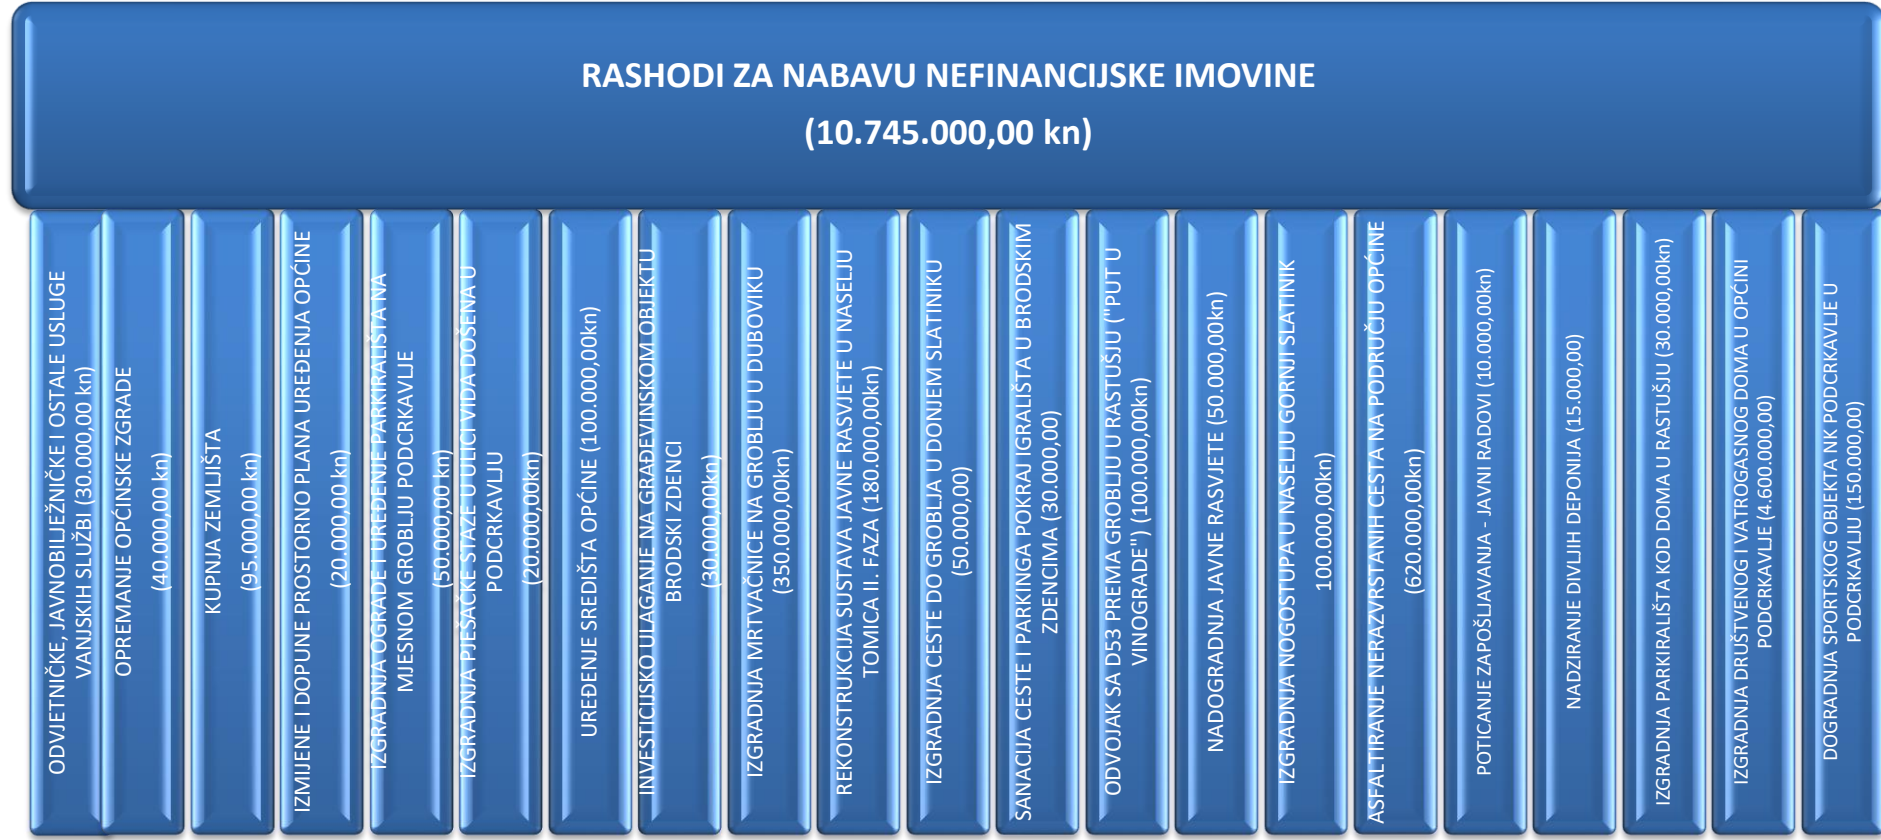 RASHODI ZA NABAVU NEFINANCIJSKE IMOVINE
(10.745.000,00 kn)
ODVJETNIČKE, JAVNOBILJEŽNIČKE I OSTALE USLUGE
VANJSKIH SLUŽBI (30.000,00 kn)
OPREMANJE OPĆINSKE ZGRADE
(40.000,00 kn)
KUPNJA ZEMLJIŠTA
(95.000,00 kn)
IZMIJENE I DOPUNE PROSTORNO PLANA UREĐENJA OPĆINE
(20.000,00 kn)
IZGRADNJA OGRADE I UREĐENJE PARKIRALIŠTA NA
MESNOM GROBLJU PODCRKAVLJE
(50.000,00 kn)
IZGRADNJA PJEŠAČKE STAZE U ULICI VIDA DOŠENA U
PODCRKAVLJU
(20.000,00kn)
UREĐENJE SREDIŠTA OPĆINE (100.000,00kn)
INVESTICIJSKO ULAGANJE NA GRAĐEVINSKOM OBJEKTU
BRODSKI ZDENCI
(30.000,00kn)
IZGRADNJA MRTVAČNICE NA GROBLJU U DUBOVIKU
(350.000,00kn)
REKONSTRUKCIJA SUSTAVA JAVNE RASVJETE U NASELJU
TOMICA II. FAZA (180.000,00kn)
IZGRADNJA CESTE DO GROBLJA U DONJEM SLATINIKU
(50.000,00)
SANACIJA CESTE I PARKINGA POKRAJ IGRALIŠTA U BRODSKIM
ZDENCIMA (30.000,00)
ODVOJAK SA D53 PREMA GROBLJU U RASTUŠJU ("PUT U
VINOGRADE") (100.000,00kn)
NADOGRADNJA JAVNE RASVJETE (50.000,00kn)
IZGRADNJA NOGOSTUPA U NASELJU GORNJI SLATINIK
100.000,00kn)
ASFALTIRANJE NERAZVRSTANIH CESTA NA PODRUČJU OPĆINE
(620.000,00kn)
POTICANJE ZAPOŠLJAVANJA - JAVNI RADOVI (10.000,00kn)
NADZIRANJE DIVLJIH DEPONIJA (15.000,00)
IZGRADNJA PARKIRALIŠTA KOD DOMA U RASTUŠJU (30.000,00kn)
IZGRADNJA DRUŠTVENOG I VATROGASNOG DOMA U OPĆINI
PODCRKAVLJE (4.600.000,00)
DOGRADNJA SPORTSKOG OBJEKTA NK PODCRKAVLJE U
PODCRKAVLJU (150.000,00)